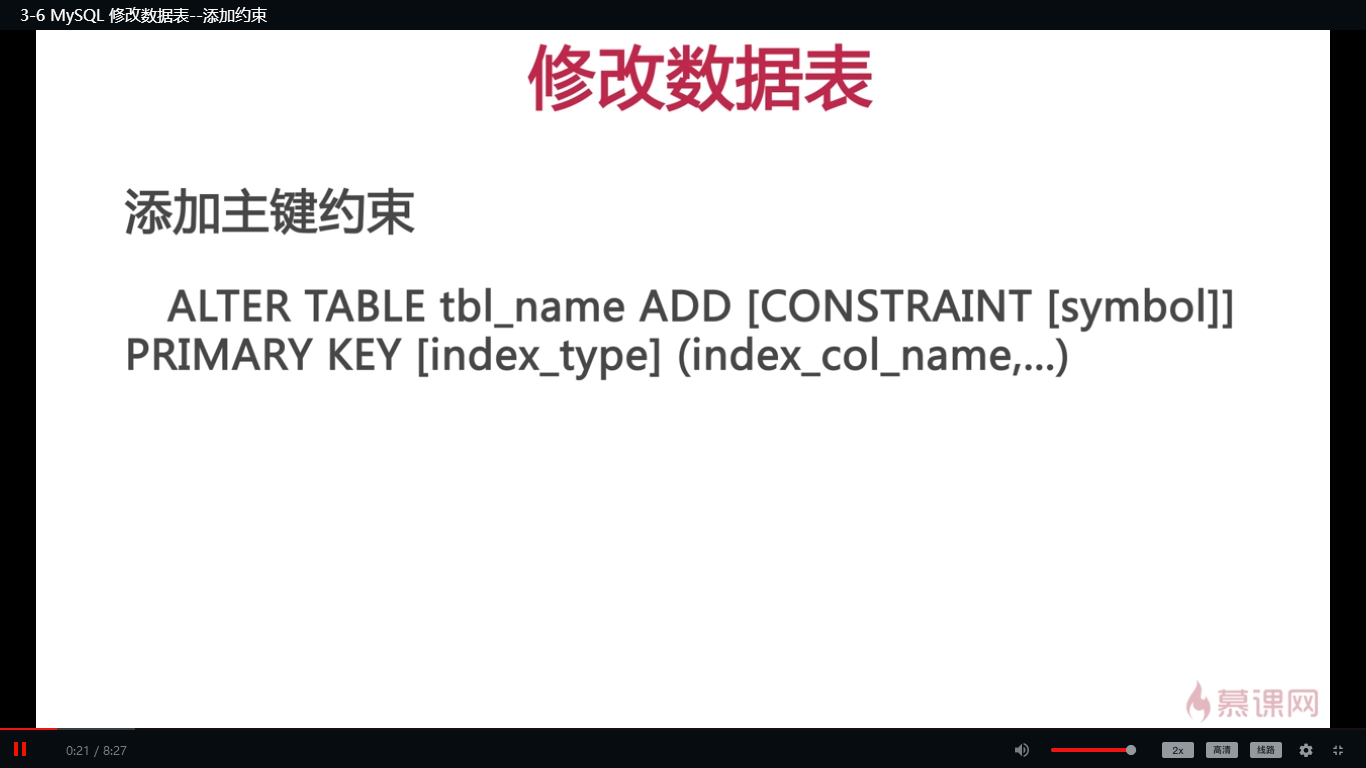 3-6 MySQL 修改数据表--添加约束
修改数据表
添加主键约束
ALTER TABLE tbl_name ADD [CONSTRAINT [symbol]]
PRIMARY KEY [index_type] (index_col_name,...)
慕课网
0:21 / 8:27
2x
高清
线路